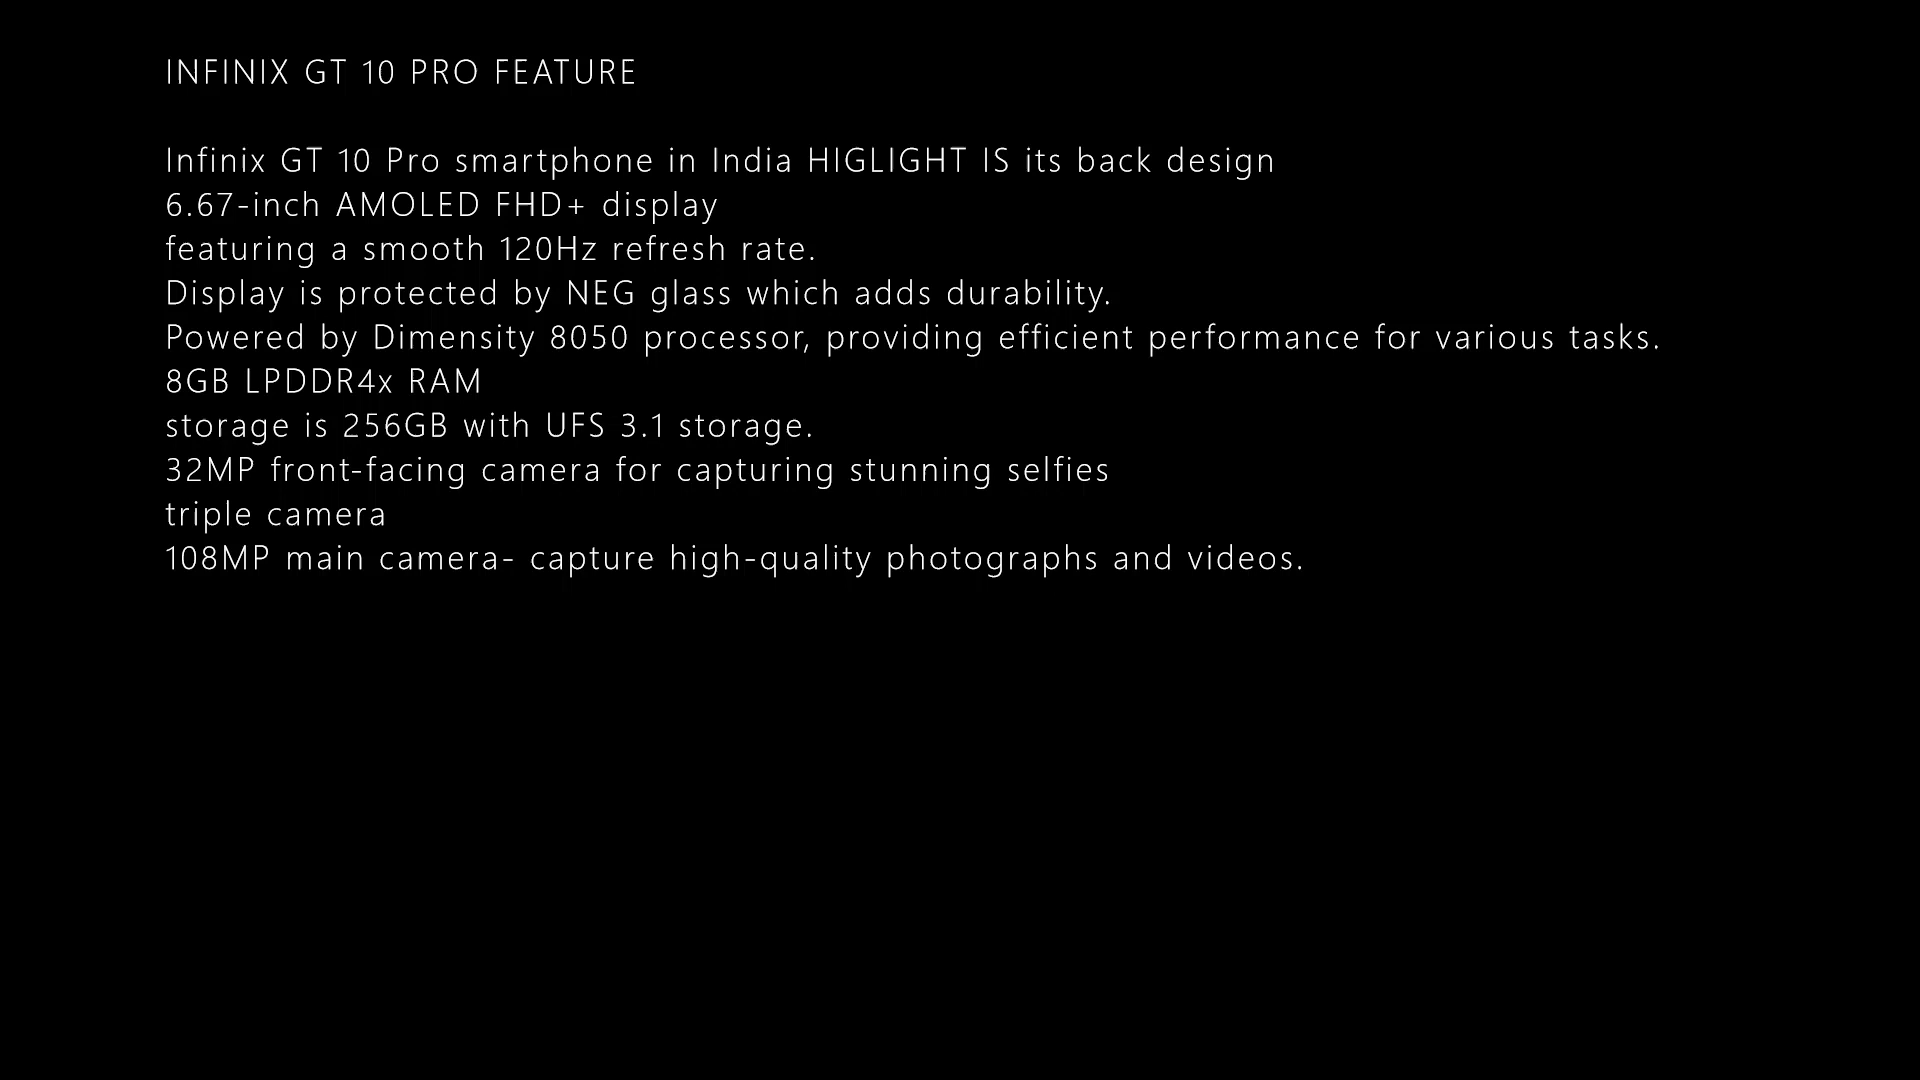 INFINIX GT 10 PRO FEATURE
Infinix GT 10 Pro smartphone in India HIGLIGHT IS its back design
6.67-inch AMOLED FHD+ display
featuring a smooth 120Hz refresh rate.
Display is protected by NEG glass which adds durability.
Powered by Dimensity 8050 processor, providing efficient performance for various tasks.
8GB LPDDR4x RAM
storage is 256GB with UFS 3.1 storage.
32MP front-facing camera for capturing stunning selfies
triple camera
108MP main camera- capture high-quality photographs and videos.